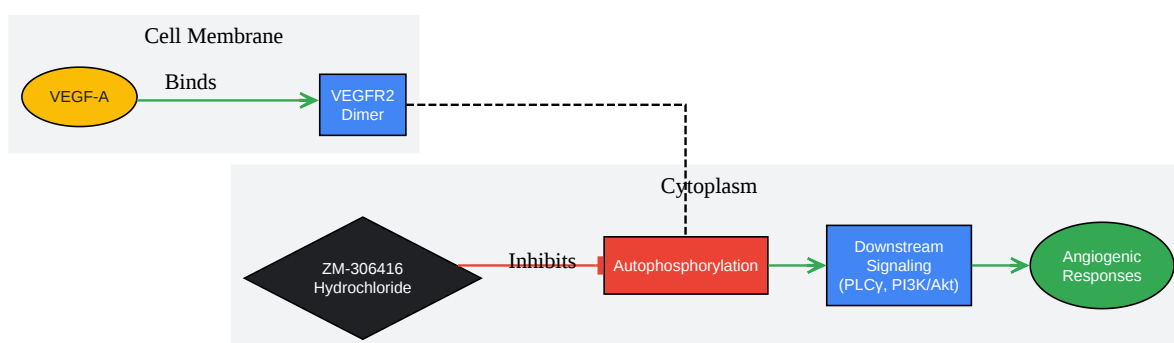 Cell Membrane
VEGF-A
Binds
VEGFR2
Dimer
Cytoplasm
ZM-306416
Hydrochloride
Inhibits
Autophosphorylation
Downstream
Signaling
(PLCγ, PI3K/Akt)
Angiogenic
Responses